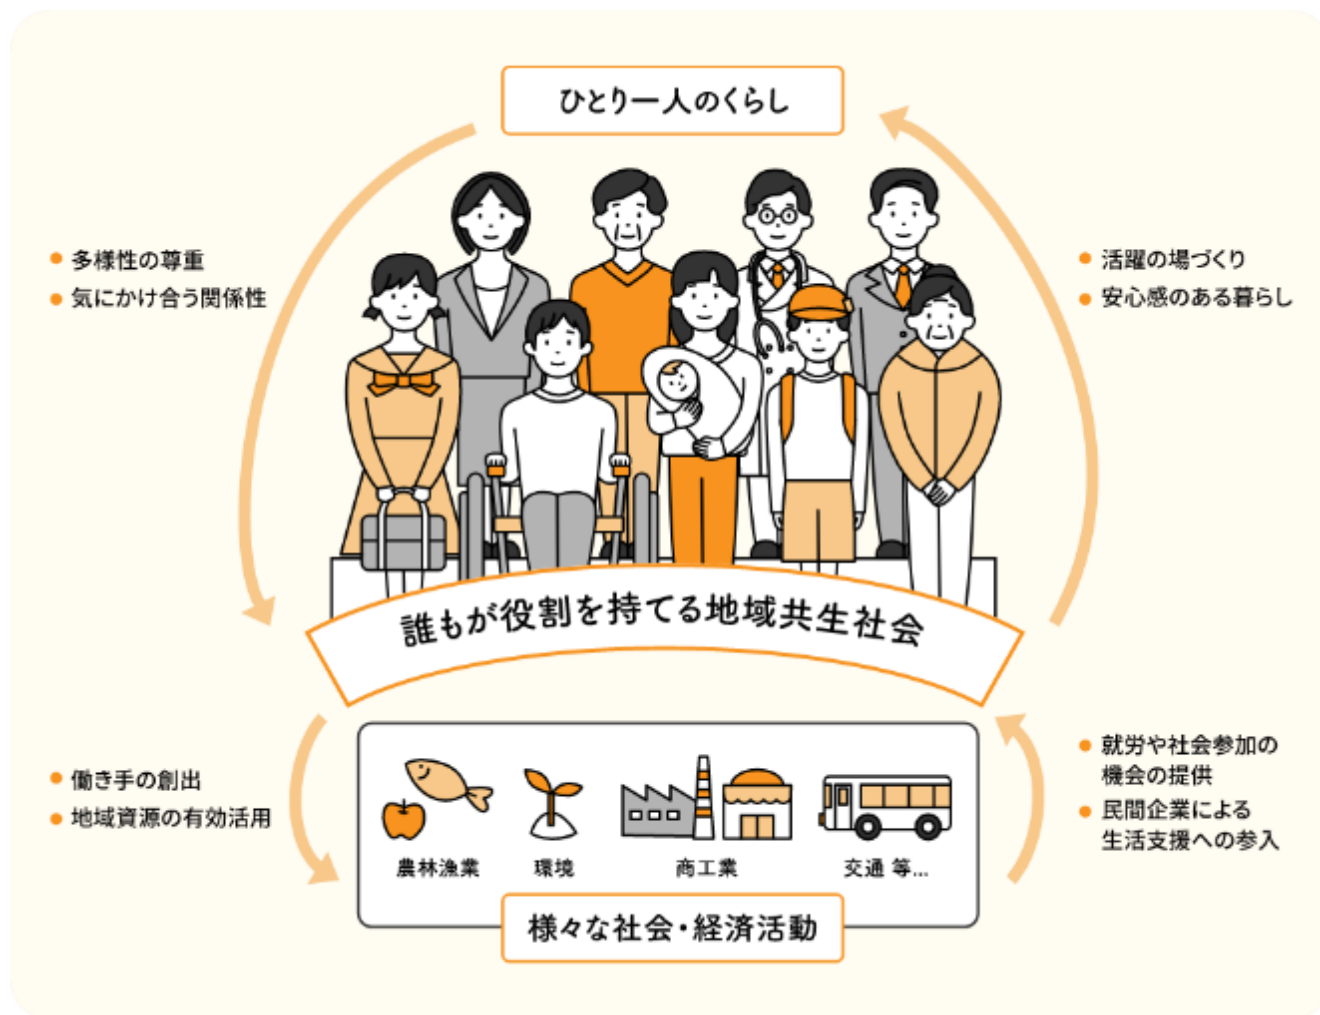 ひとり一人のくらし
多様性の尊重
気にかけ合う関係性
活躍の場づくり
安心感のある暮らし
誰もが役割を持てる地域共生社会
働き手の創出
地域資源の有効活用
就労や社会参加の
機会の提供
民間企業による
生活支援への参入
農林漁業
環境
商工業
交通 等...
様々な社会・経済活動